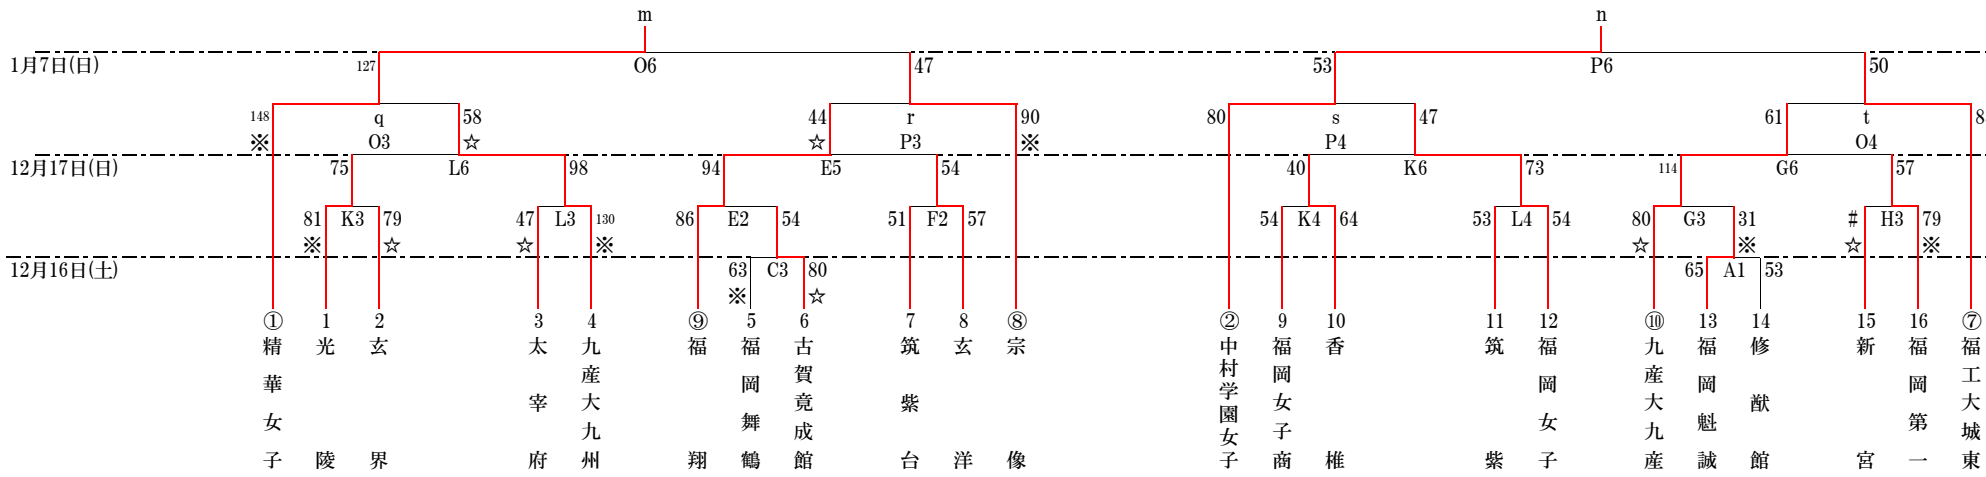 m n
1月7日(日) 127 O6 47 53 P6 50
148 q 58 44 r 90 80 s 47 61 t 8
※ O3 ☆ ☆ P3 ※ P4 O4
12月17日(日) 75 L6 98 94 E5 54 40 K6 73 114 G6 57
81 K3 79 47 L3 130 86 E2 54 51 F2 57 54 K4 64 53 L4 54 80 G3 31 # H3 79
※ ☆ ☆ ※ ☆ ※ ☆ ※
12月16日(土) 63 C3 80 65 A1 53
※ ☆
① 1 2 3 4 ⑨ 5 6 7 8 ⑧ ② 9 10 11 12 ⑩ 13 14 15 16 ⑦
精華女子
光陵
玄界
太宰府
九産大九州
福翔
福岡舞鶴
古賀竟成館
筑紫台
玄洋
宗像
中村学園女子
福岡女子商
香椎
筑紫
福岡女子
九産大九産
福岡魁誠
修猷館
新宮
福岡第一
福工大城東